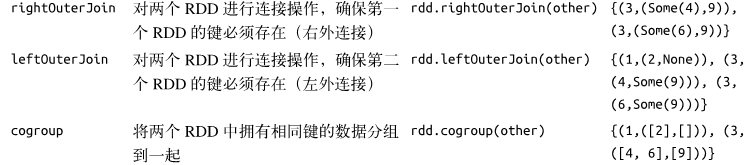 rightOuterJoin 对两个 RDD 进行连接操作，确保第一 rdd.rightOuterJoin(other) {(3,(Some(4),9)),
个 RDD 的键必须存在（右外连接） (3,(Some(6),9))}
leftOuterJoin 对两个 RDD 进行连接操作，确保第二 rdd.leftOuterJoin(other) {(1,(2,None)), (3,
个 RDD 的键必须存在（左外连接） (4,Some(9))), (3,
(6,Some(9)))}
cogroup 将两个 RDD 中拥有相同键的数据分组 rdd.cogroup(other) {(1,([2],[])), (3,
到一起 ([4, 6],[9]))}